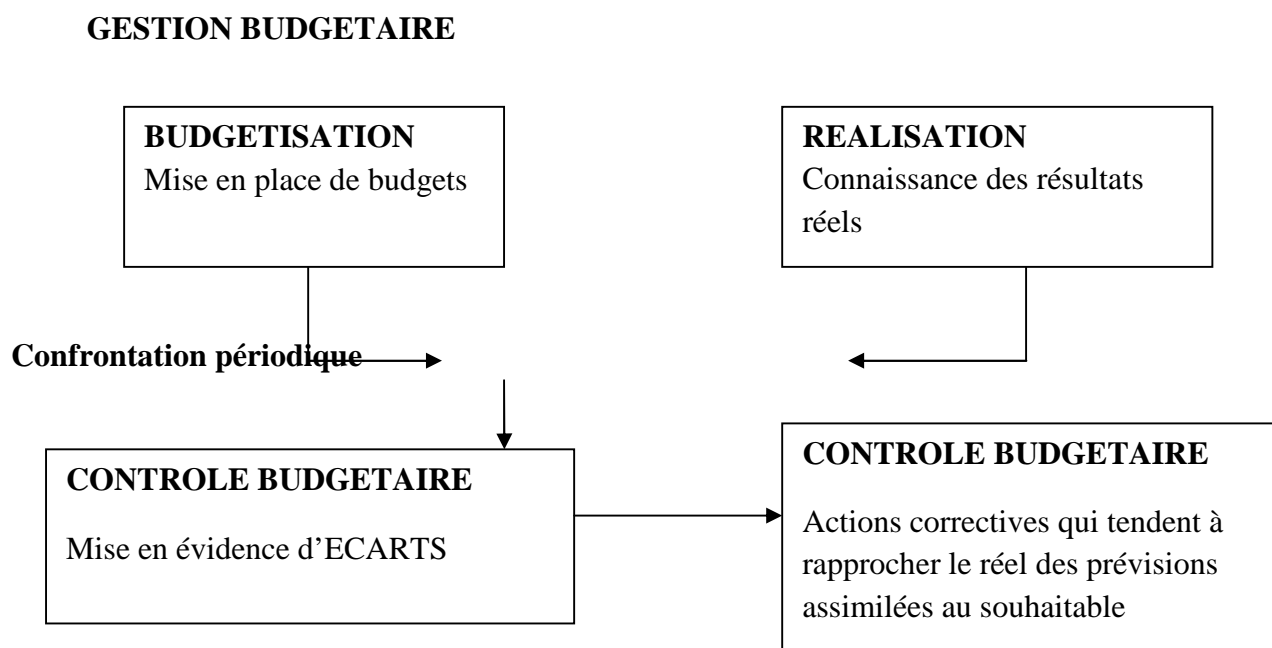 GESTION BUDGETAIRE
BUDGETISATION
Mise en place de budgets
REALISATION
Connaissance des résultats
réels
Confrontation périodique
CONTROLE BUDGETAIRE
Mise en évidence d’ECARTS
CONTROLE BUDGETAIRE
Actions correctives qui tendent à
rapprocher le réel des prévisions
assimilées au souhaitable